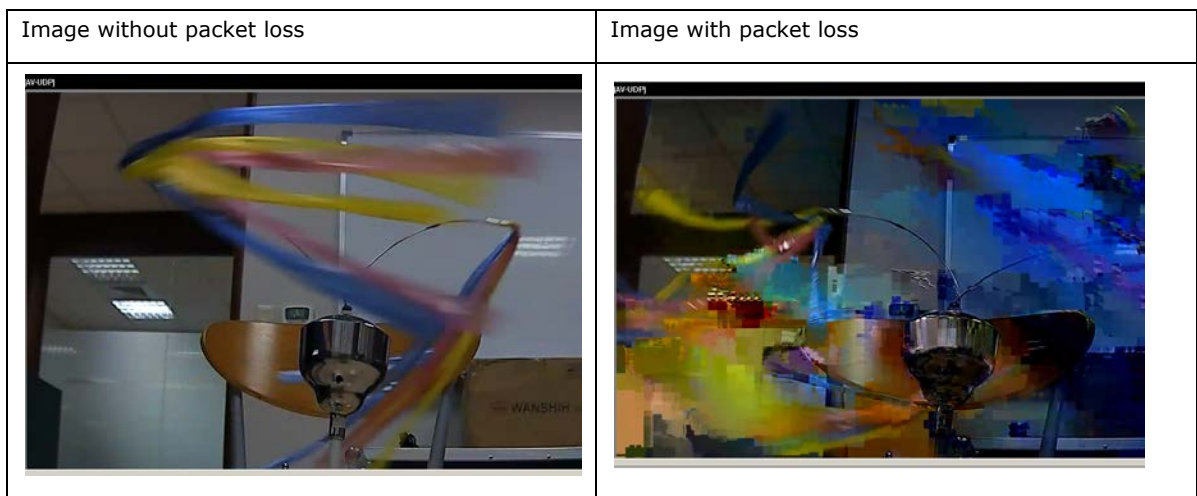 Image without packet loss
Image with packet loss
(AV-UDP)
(AV-UDP)
WANSHIH